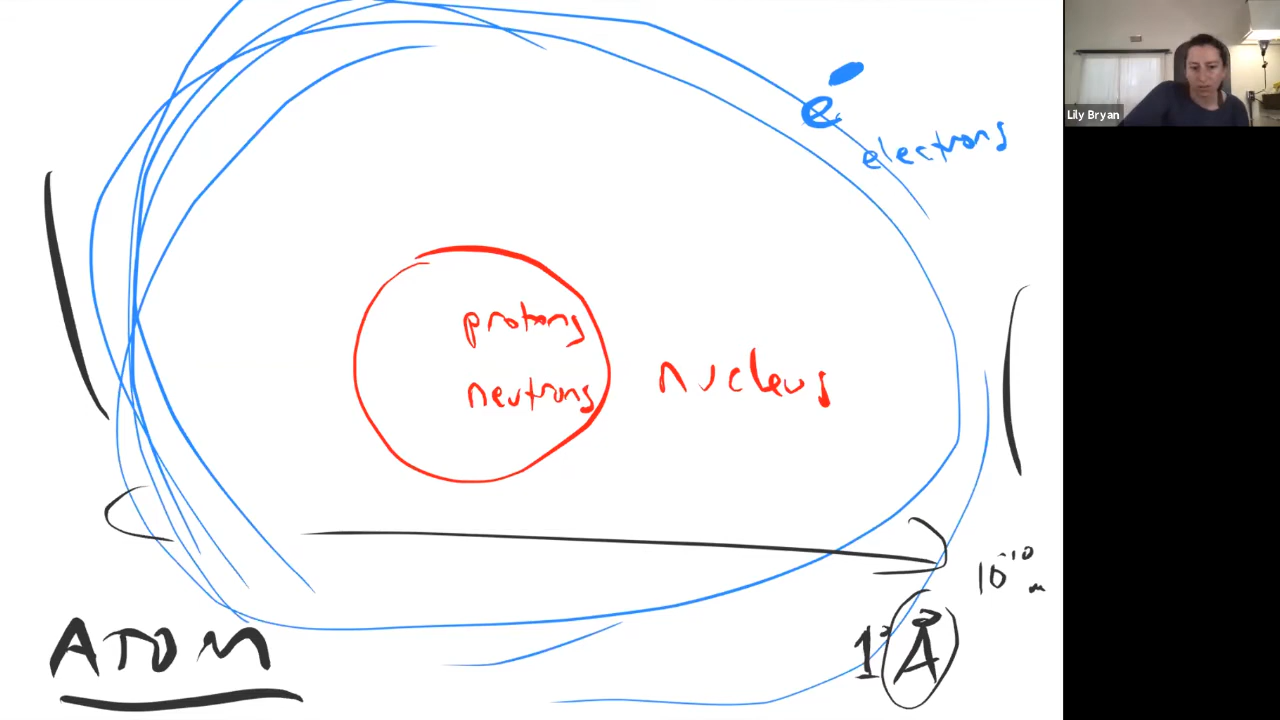 e⁻
electrons
Lily Bryan
protons
neutrons
nucleus
10⁻¹⁰ m
1 Å
ATOM